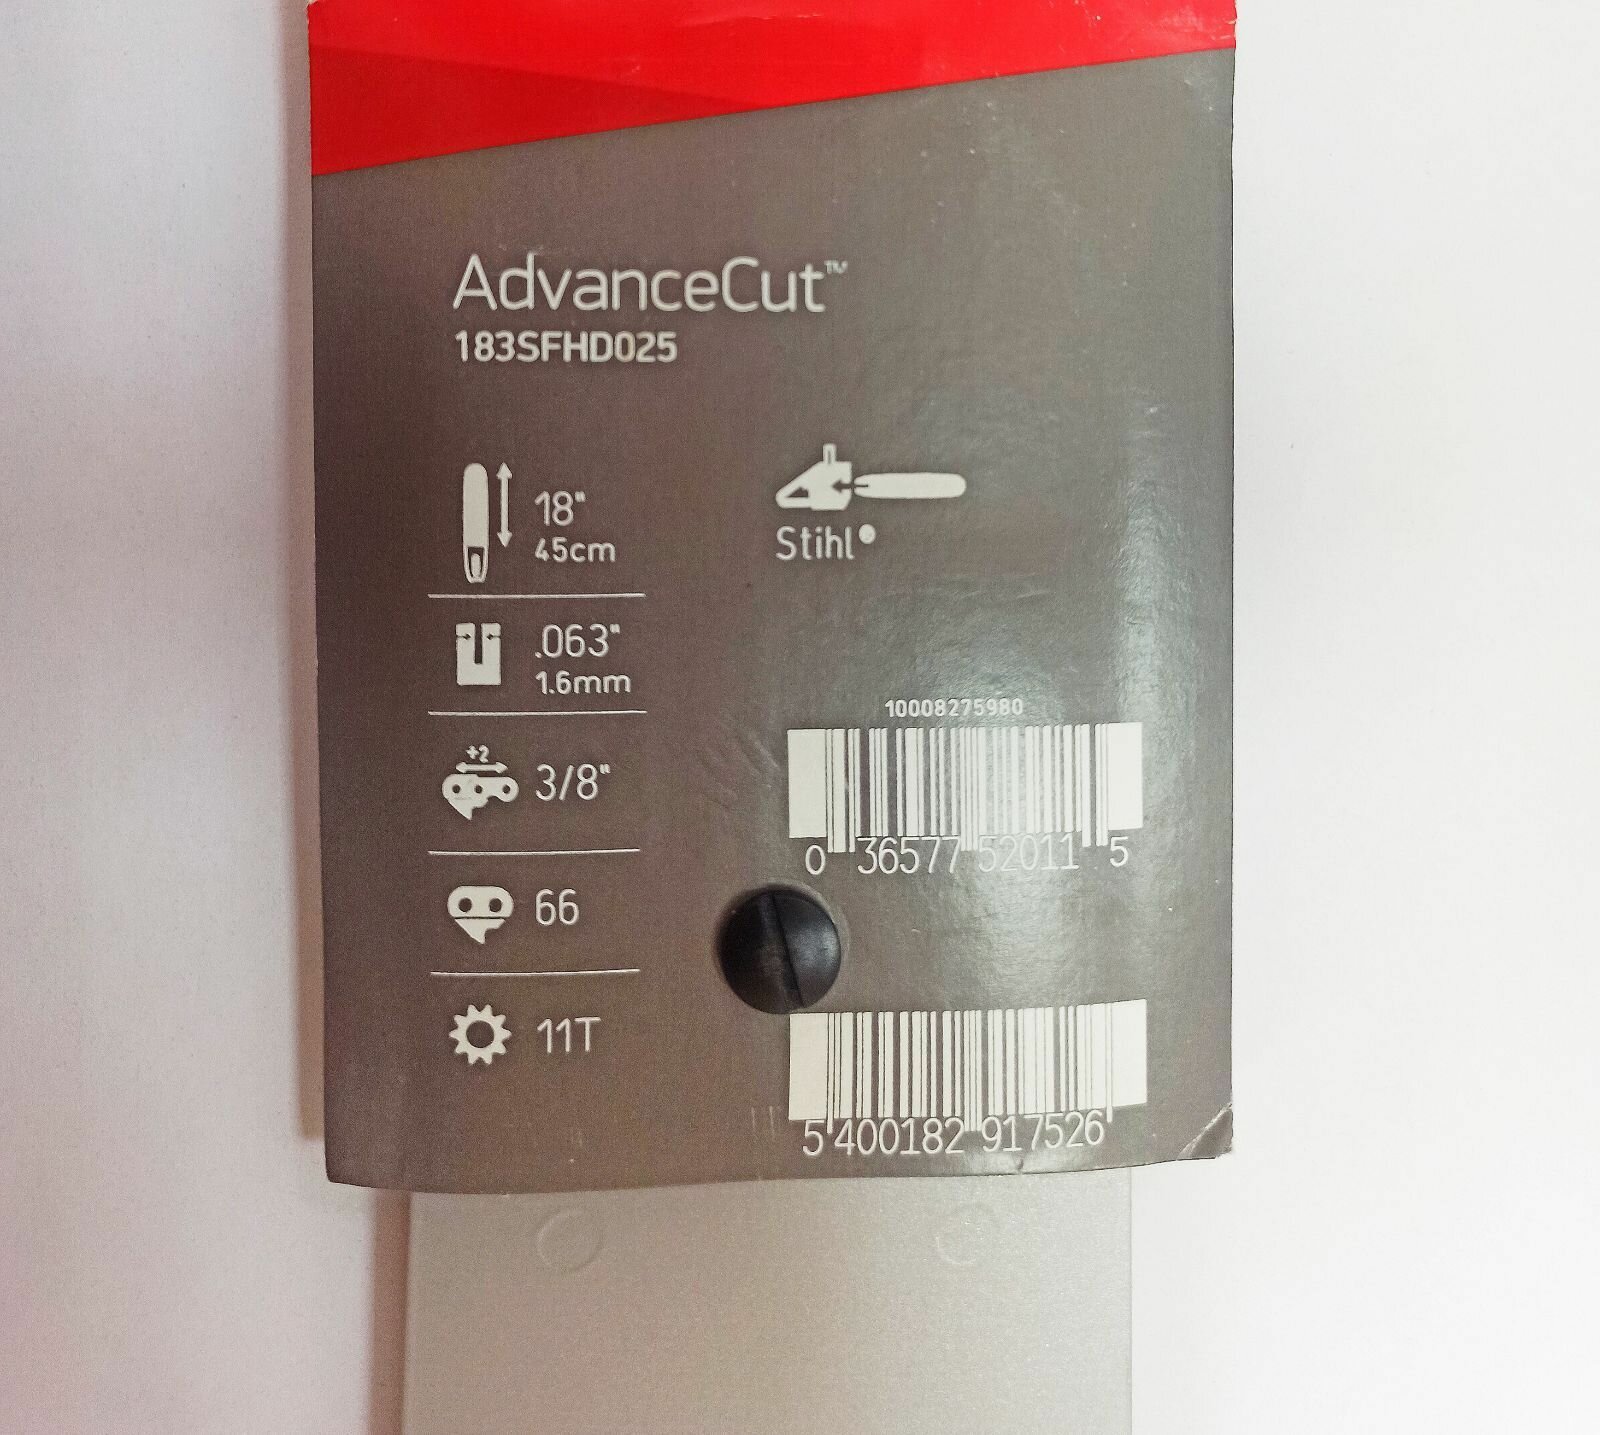 AdvanceCut™
183SFHD025
18"
45cm
Stihl®
.063"
1.6mm
+2
3/8"
66
11T
10008275980
0 36577 52011 5
5 400182 917526